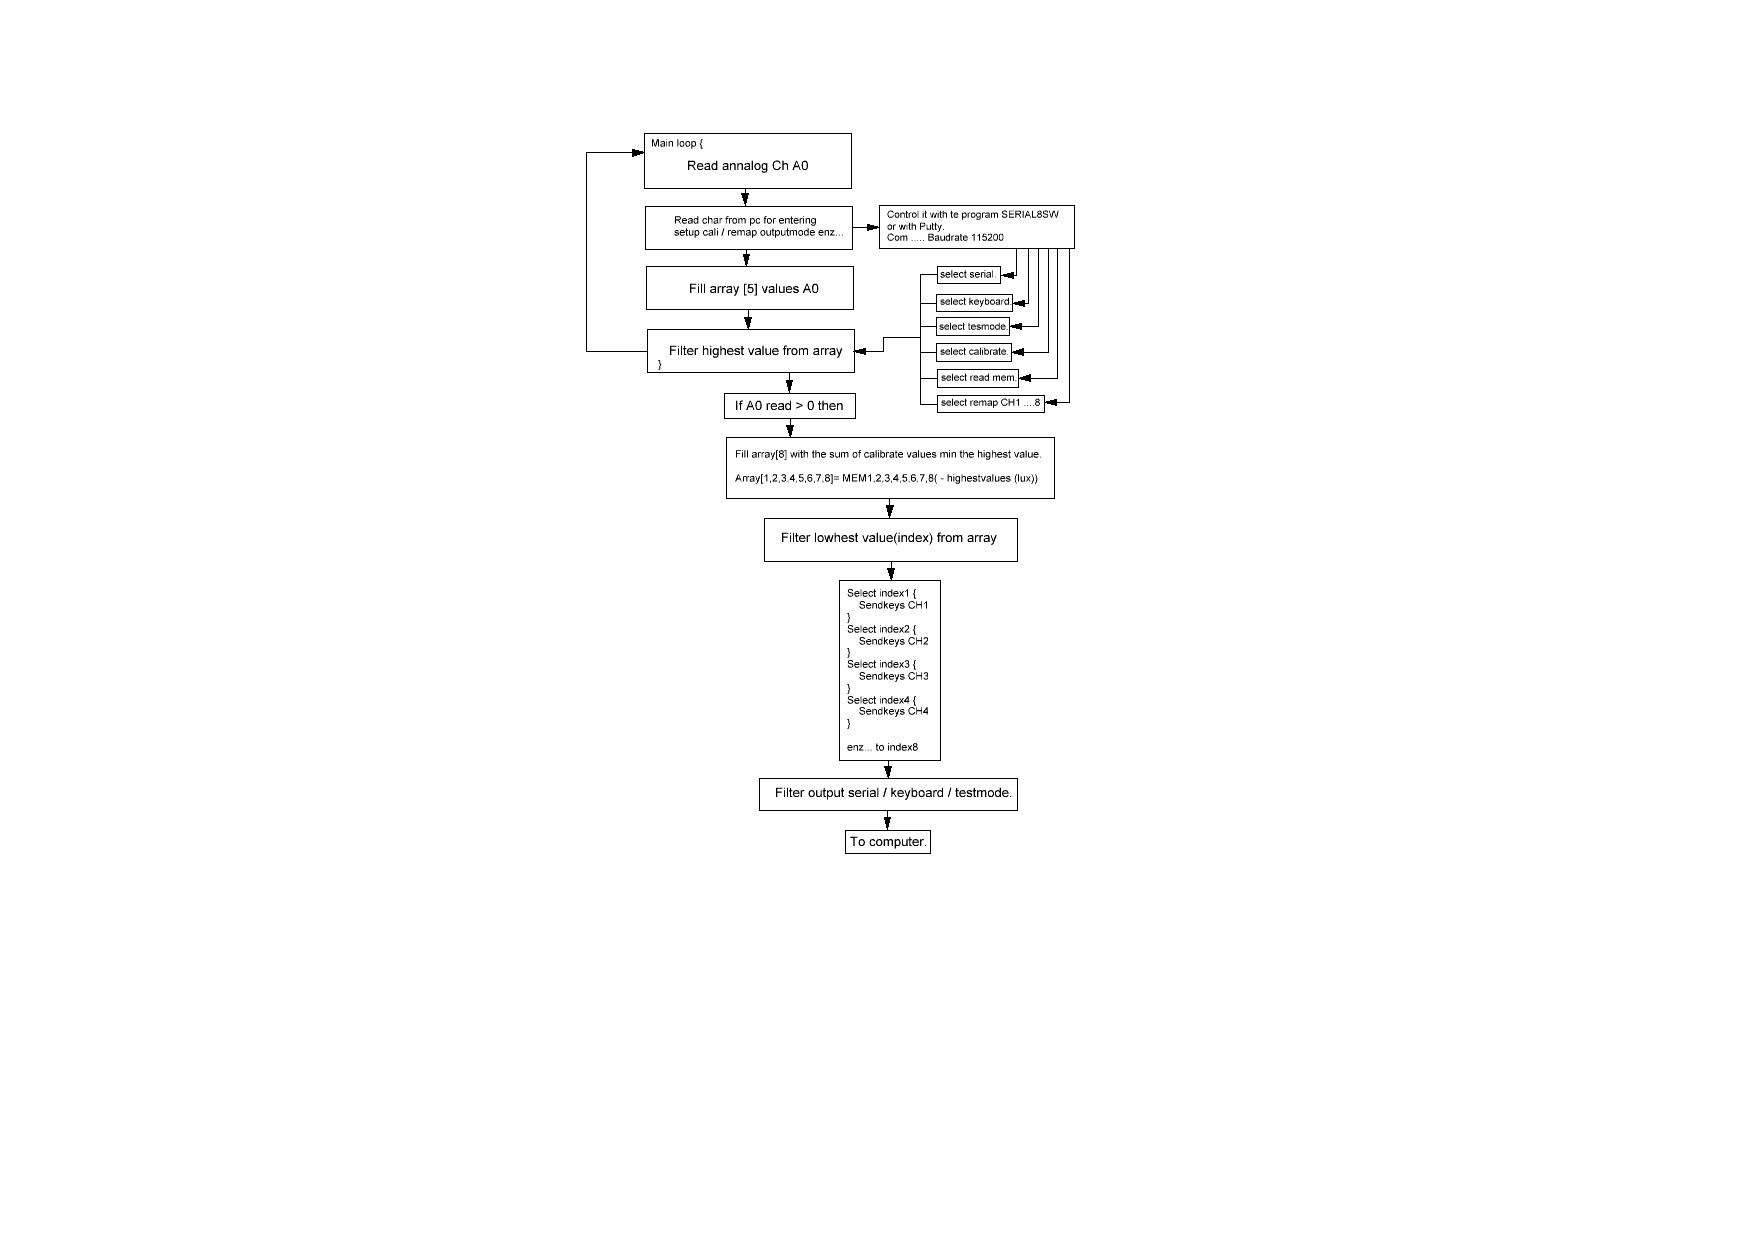 Main loop {
Read annalog Ch A0
Read char from pc for entering
setup cali / remap outputmode enz...
Control it with te program SERIAL8SW
or with Putty.
Com ..... Baudrate 115200
Fill array [5] values A0
select serial.
select keyboard.
select tesmode.
select calibrate.
select read mem.
select remap CH1 ....8
Filter highest value from array
}
If A0 read > 0 then
Fill array[8] with the sum of calibrate values min the highest value.
Array[1,2,3,4,5,6,7,8]= MEM1,2,3,4,5,6,7,8( - highestvalues (lux))
Filter lowhest value(index) from array
Select index1 {
Sendkeys CH1
}
Select index2 {
Sendkeys CH2
}
Select index3 {
Sendkeys CH3
}
Select index4 {
Sendkeys CH4
}
enz... to index8
Filter output serial / keyboard / testmode.
To computer.